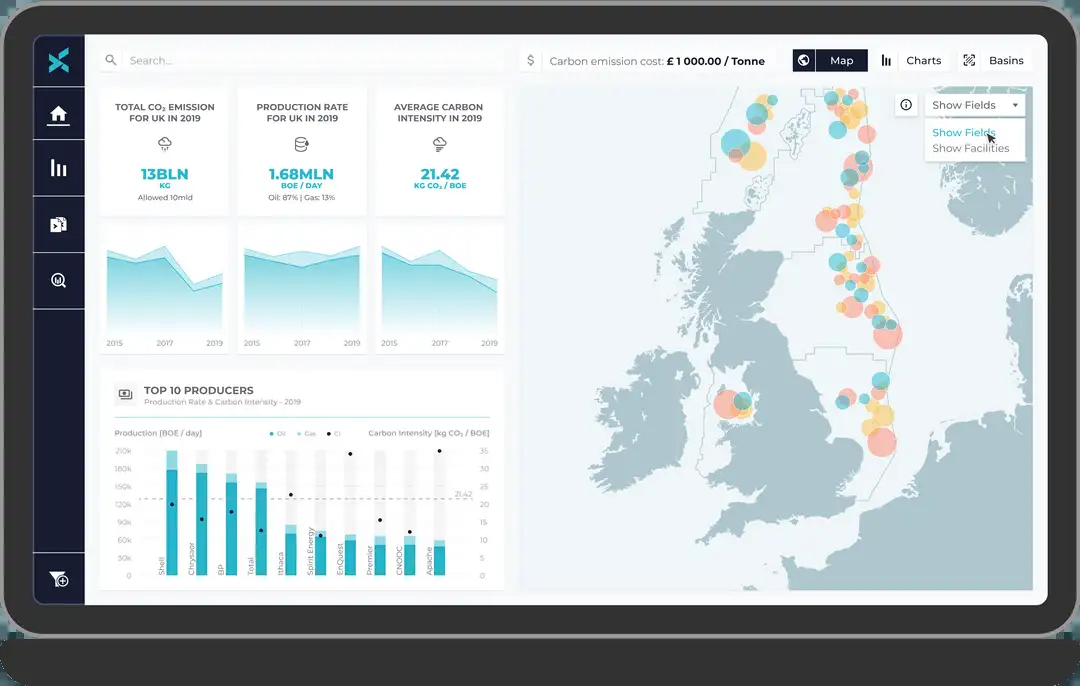 Search...
$ Carbon emission cost: £ 1 000.00 / Tonne
Map
Charts
Basins
TOTAL CO₂ EMISSION
FOR UK IN 2019
13BLN
KG
Allowed 10mld
PRODUCTION RATE
FOR UK IN 2019
1.68MLN
BOE / DAY
Oil: 87% | Gas: 13%
AVERAGE CARBON
INTENSITY IN 2019
21.42
KG CO₂ / BOE
Show Fields
Show Fields
Show Facilities
2015 2017 2019
2015 2017 2019
2015 2017 2019
TOP 10 PRODUCERS
Production Rate & Carbon Intensity - 2019
Production [BOE / day]
Oil Gas CI
Carbon Intensity [kg CO₂ / BOE]
210k 35
180k 30
150k 25
21.42
120k 20
90k 15
60k 10
30k 5
0 0
Shell
Chrysaor
BP
Total
Ithaca
Spirit Energy
EnQuest
Premier
CNOOC
Apache